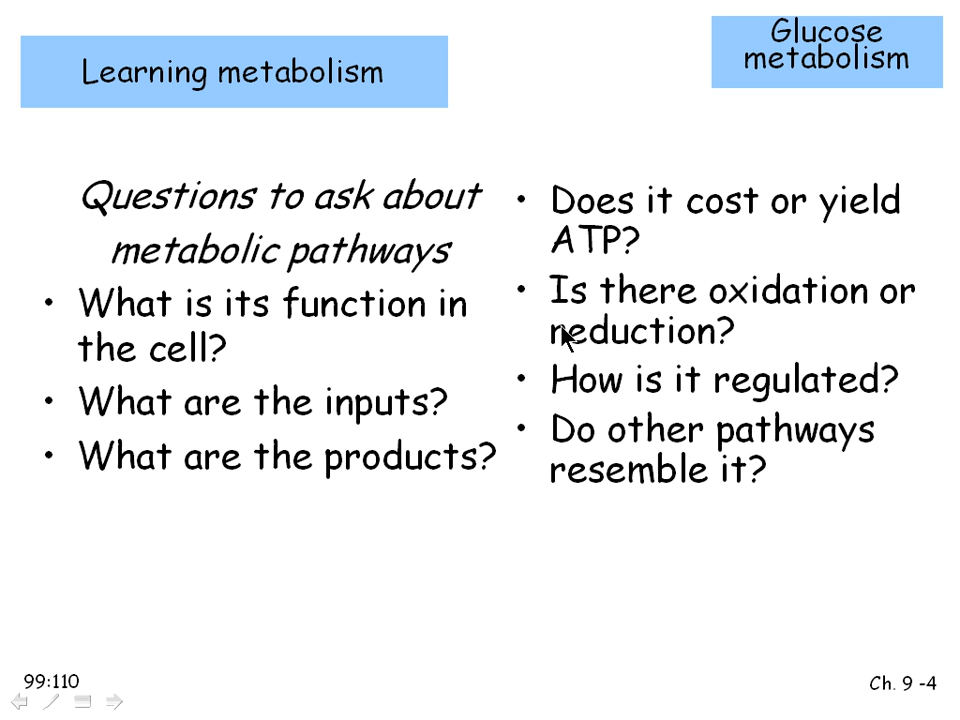 Learning metabolism
Glucose
metabolism
Questions to ask about
metabolic pathways
• What is its function in
the cell?
• What are the inputs?
• What are the products?
• Does it cost or yield
ATP?
• Is there oxidation or
reduction?
• How is it regulated?
• Do other pathways
resemble it?
99:110
Ch. 9 -4